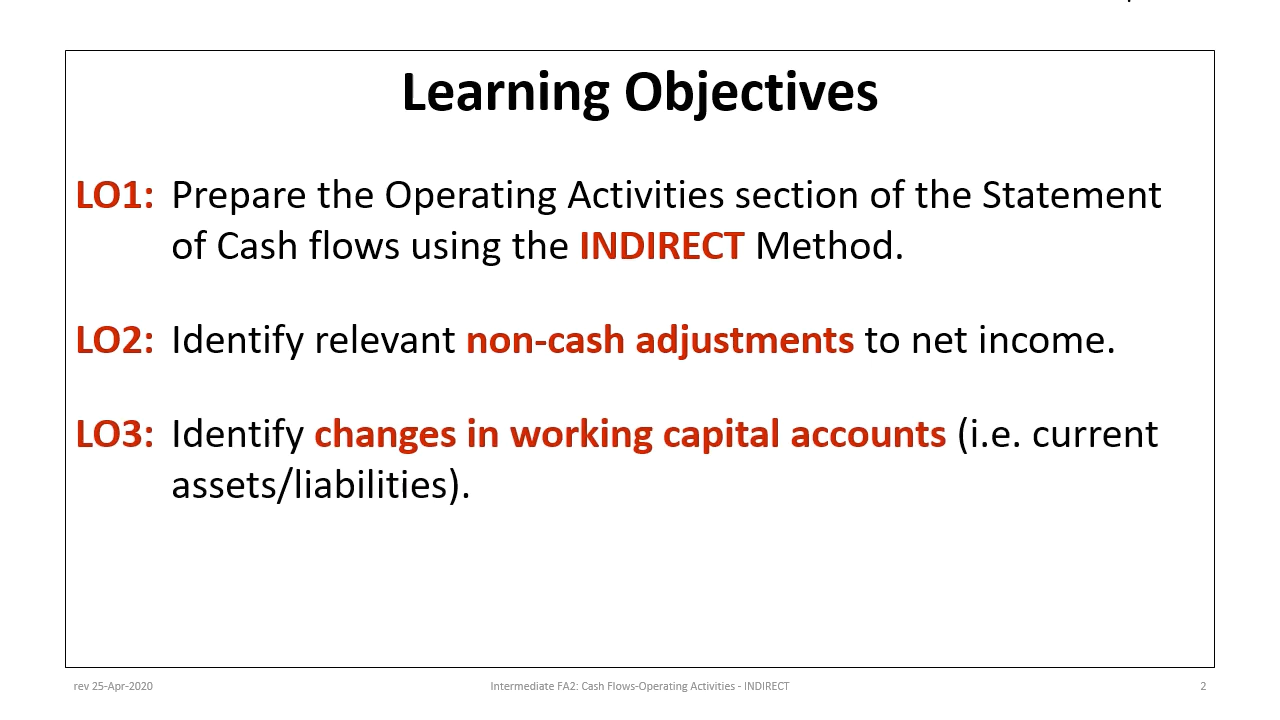 Learning Objectives
LO1: Prepare the Operating Activities section of the Statement
of Cash flows using the INDIRECT Method.
LO2: Identify relevant non-cash adjustments to net income.
LO3: Identify changes in working capital accounts (i.e. current
assets/liabilities).
rev 25-Apr-2020 Intermediate FA2: Cash Flows-Operating Activities - INDIRECT 2